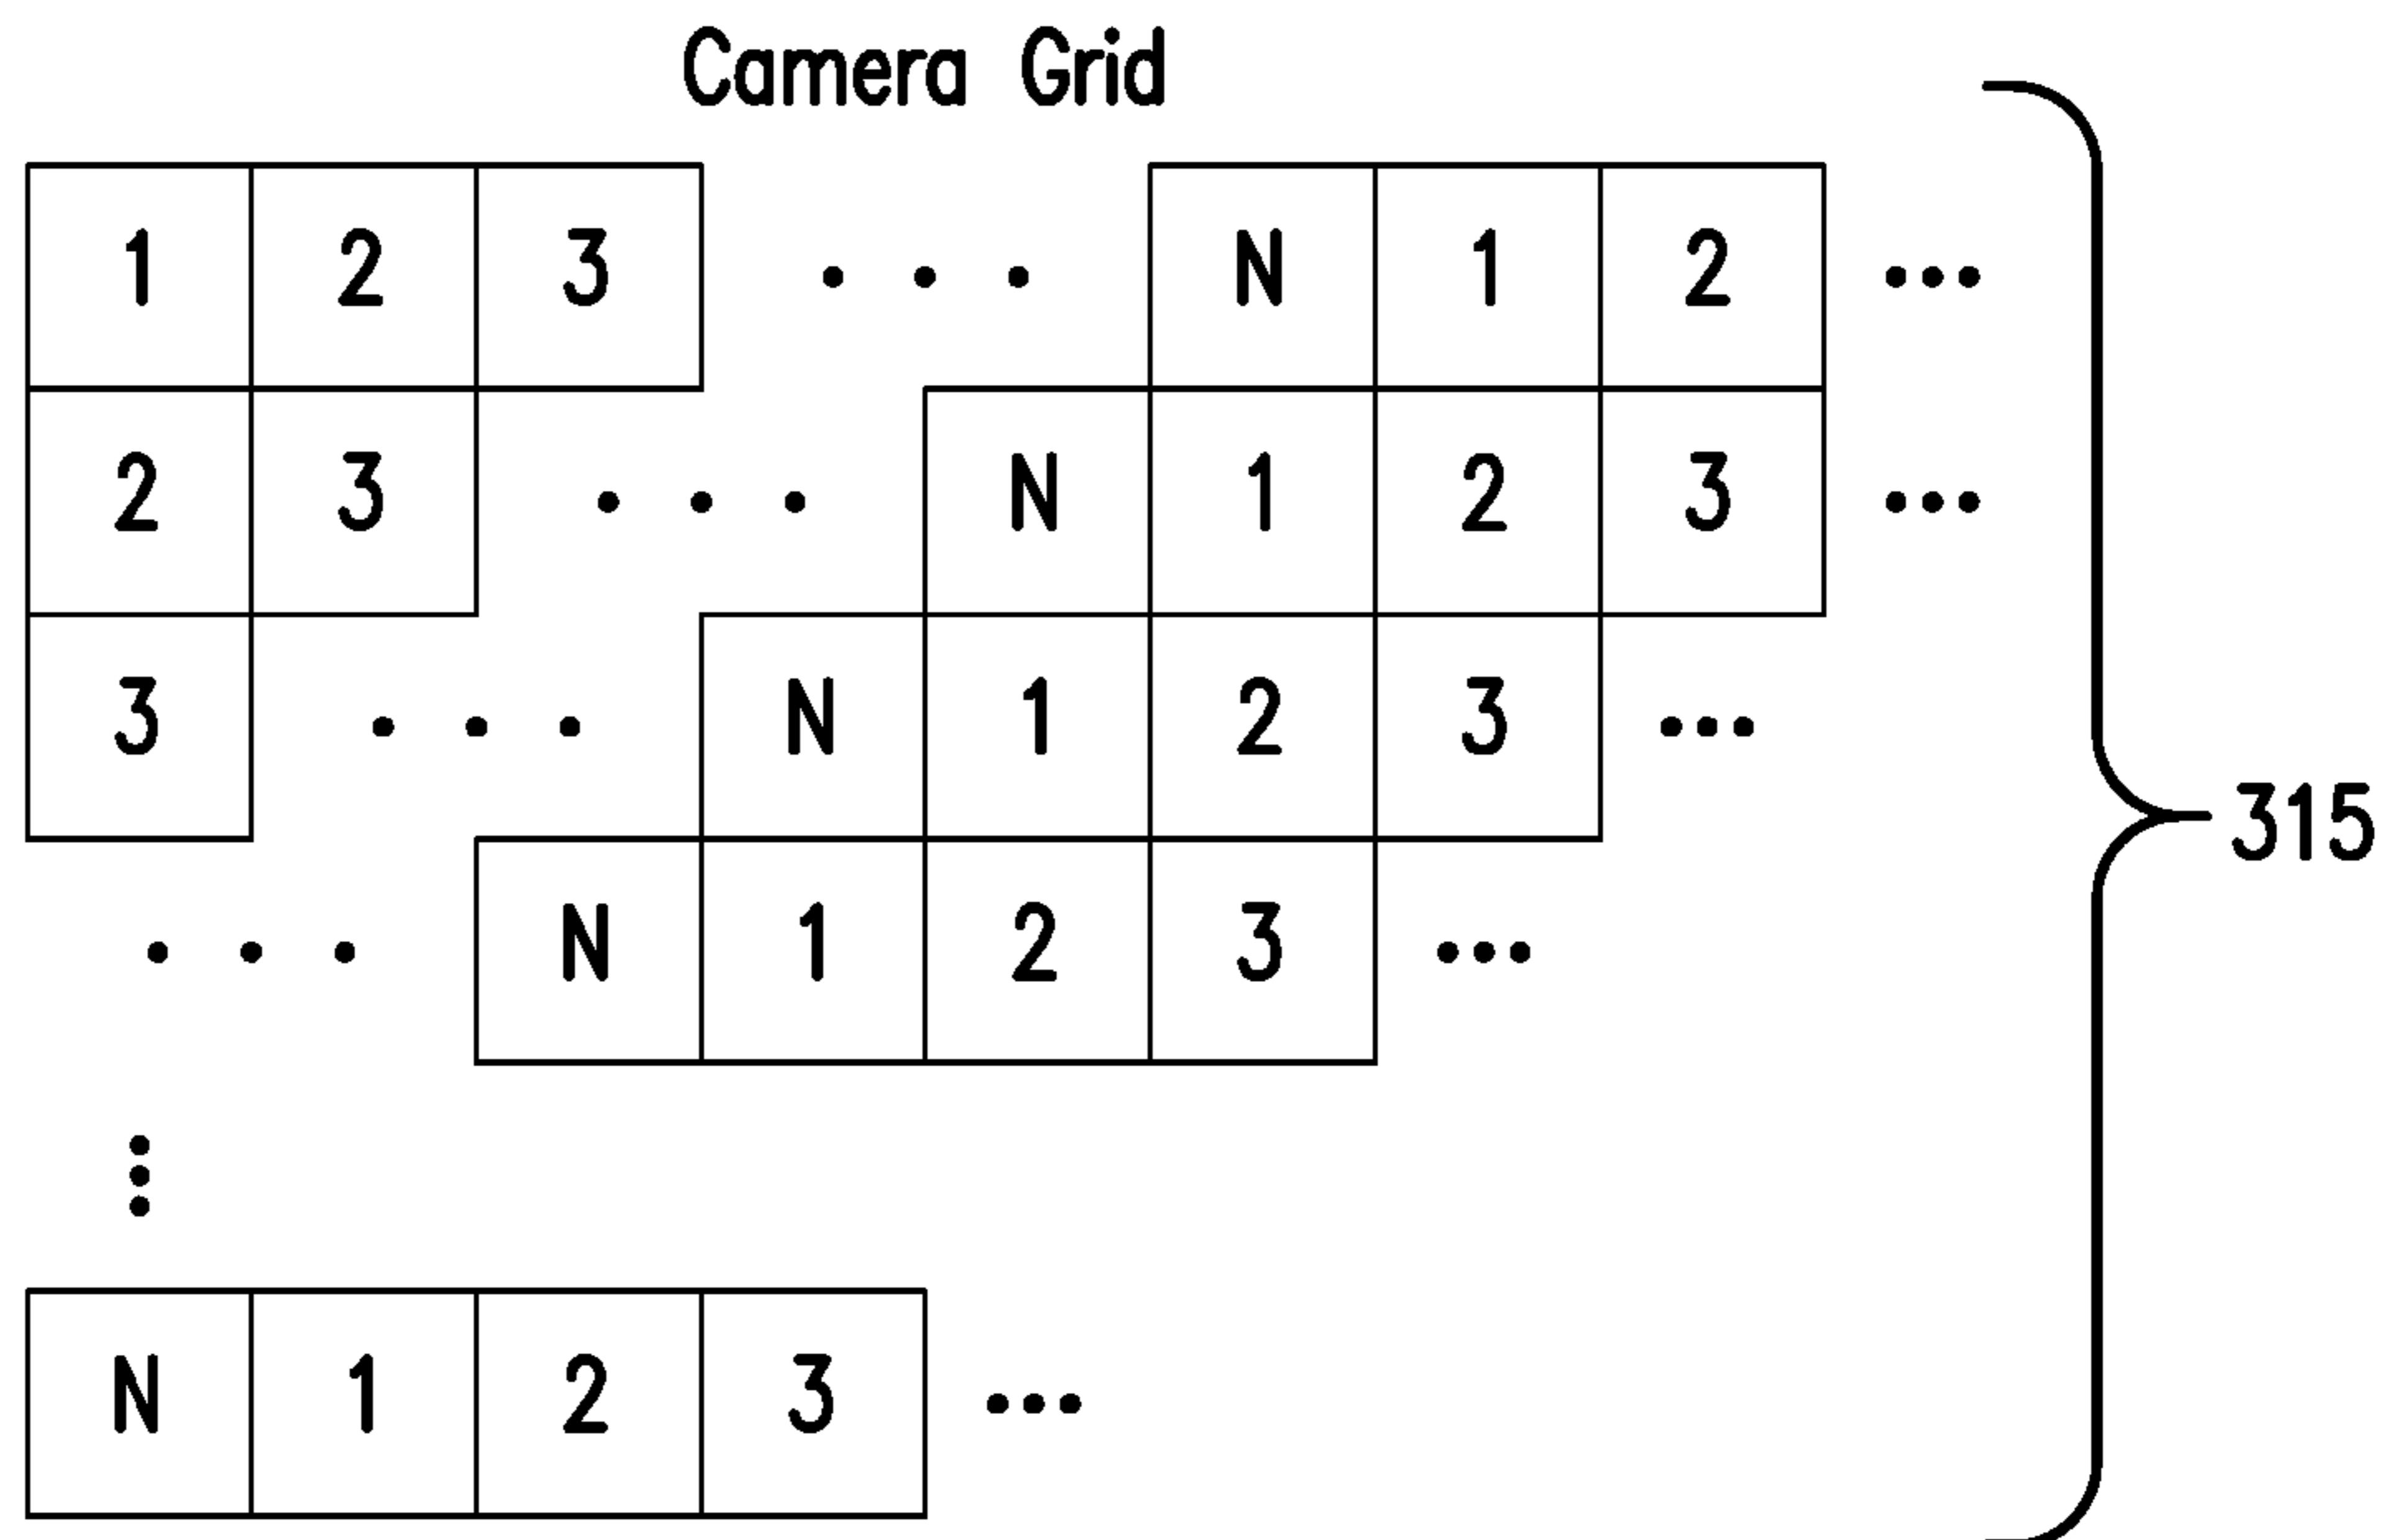 Camera Grid
1 2 3 . . . N 1 2 ...
2 3 . . . N 1 2 3 ...
3 . . . N 1 2 3 ...
315
. . . N 1 2 3 ...
⋮
N 1 2 3 ...